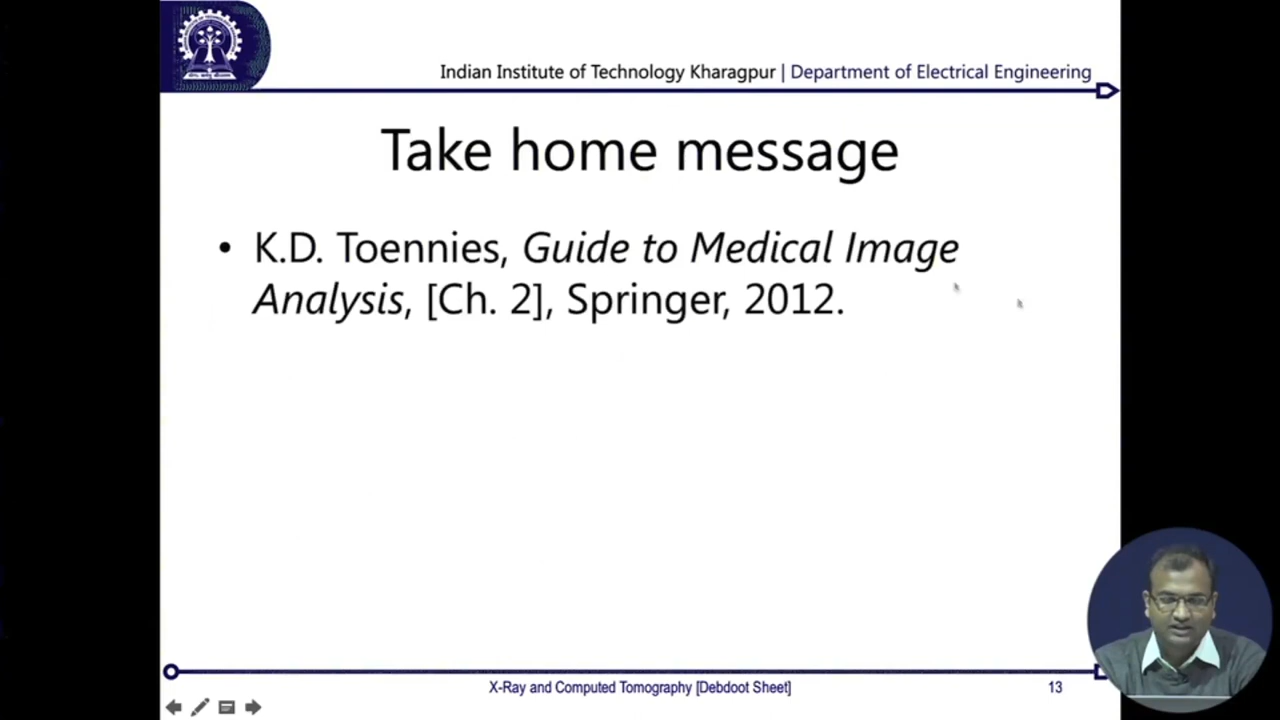 Indian Institute of Technology Kharagpur | Department of Electrical Engineering
Take home message
• K.D. Toennies, Guide to Medical Image
Analysis, [Ch. 2], Springer, 2012.
X-Ray and Computed Tomography [Debdoot Sheet]
13